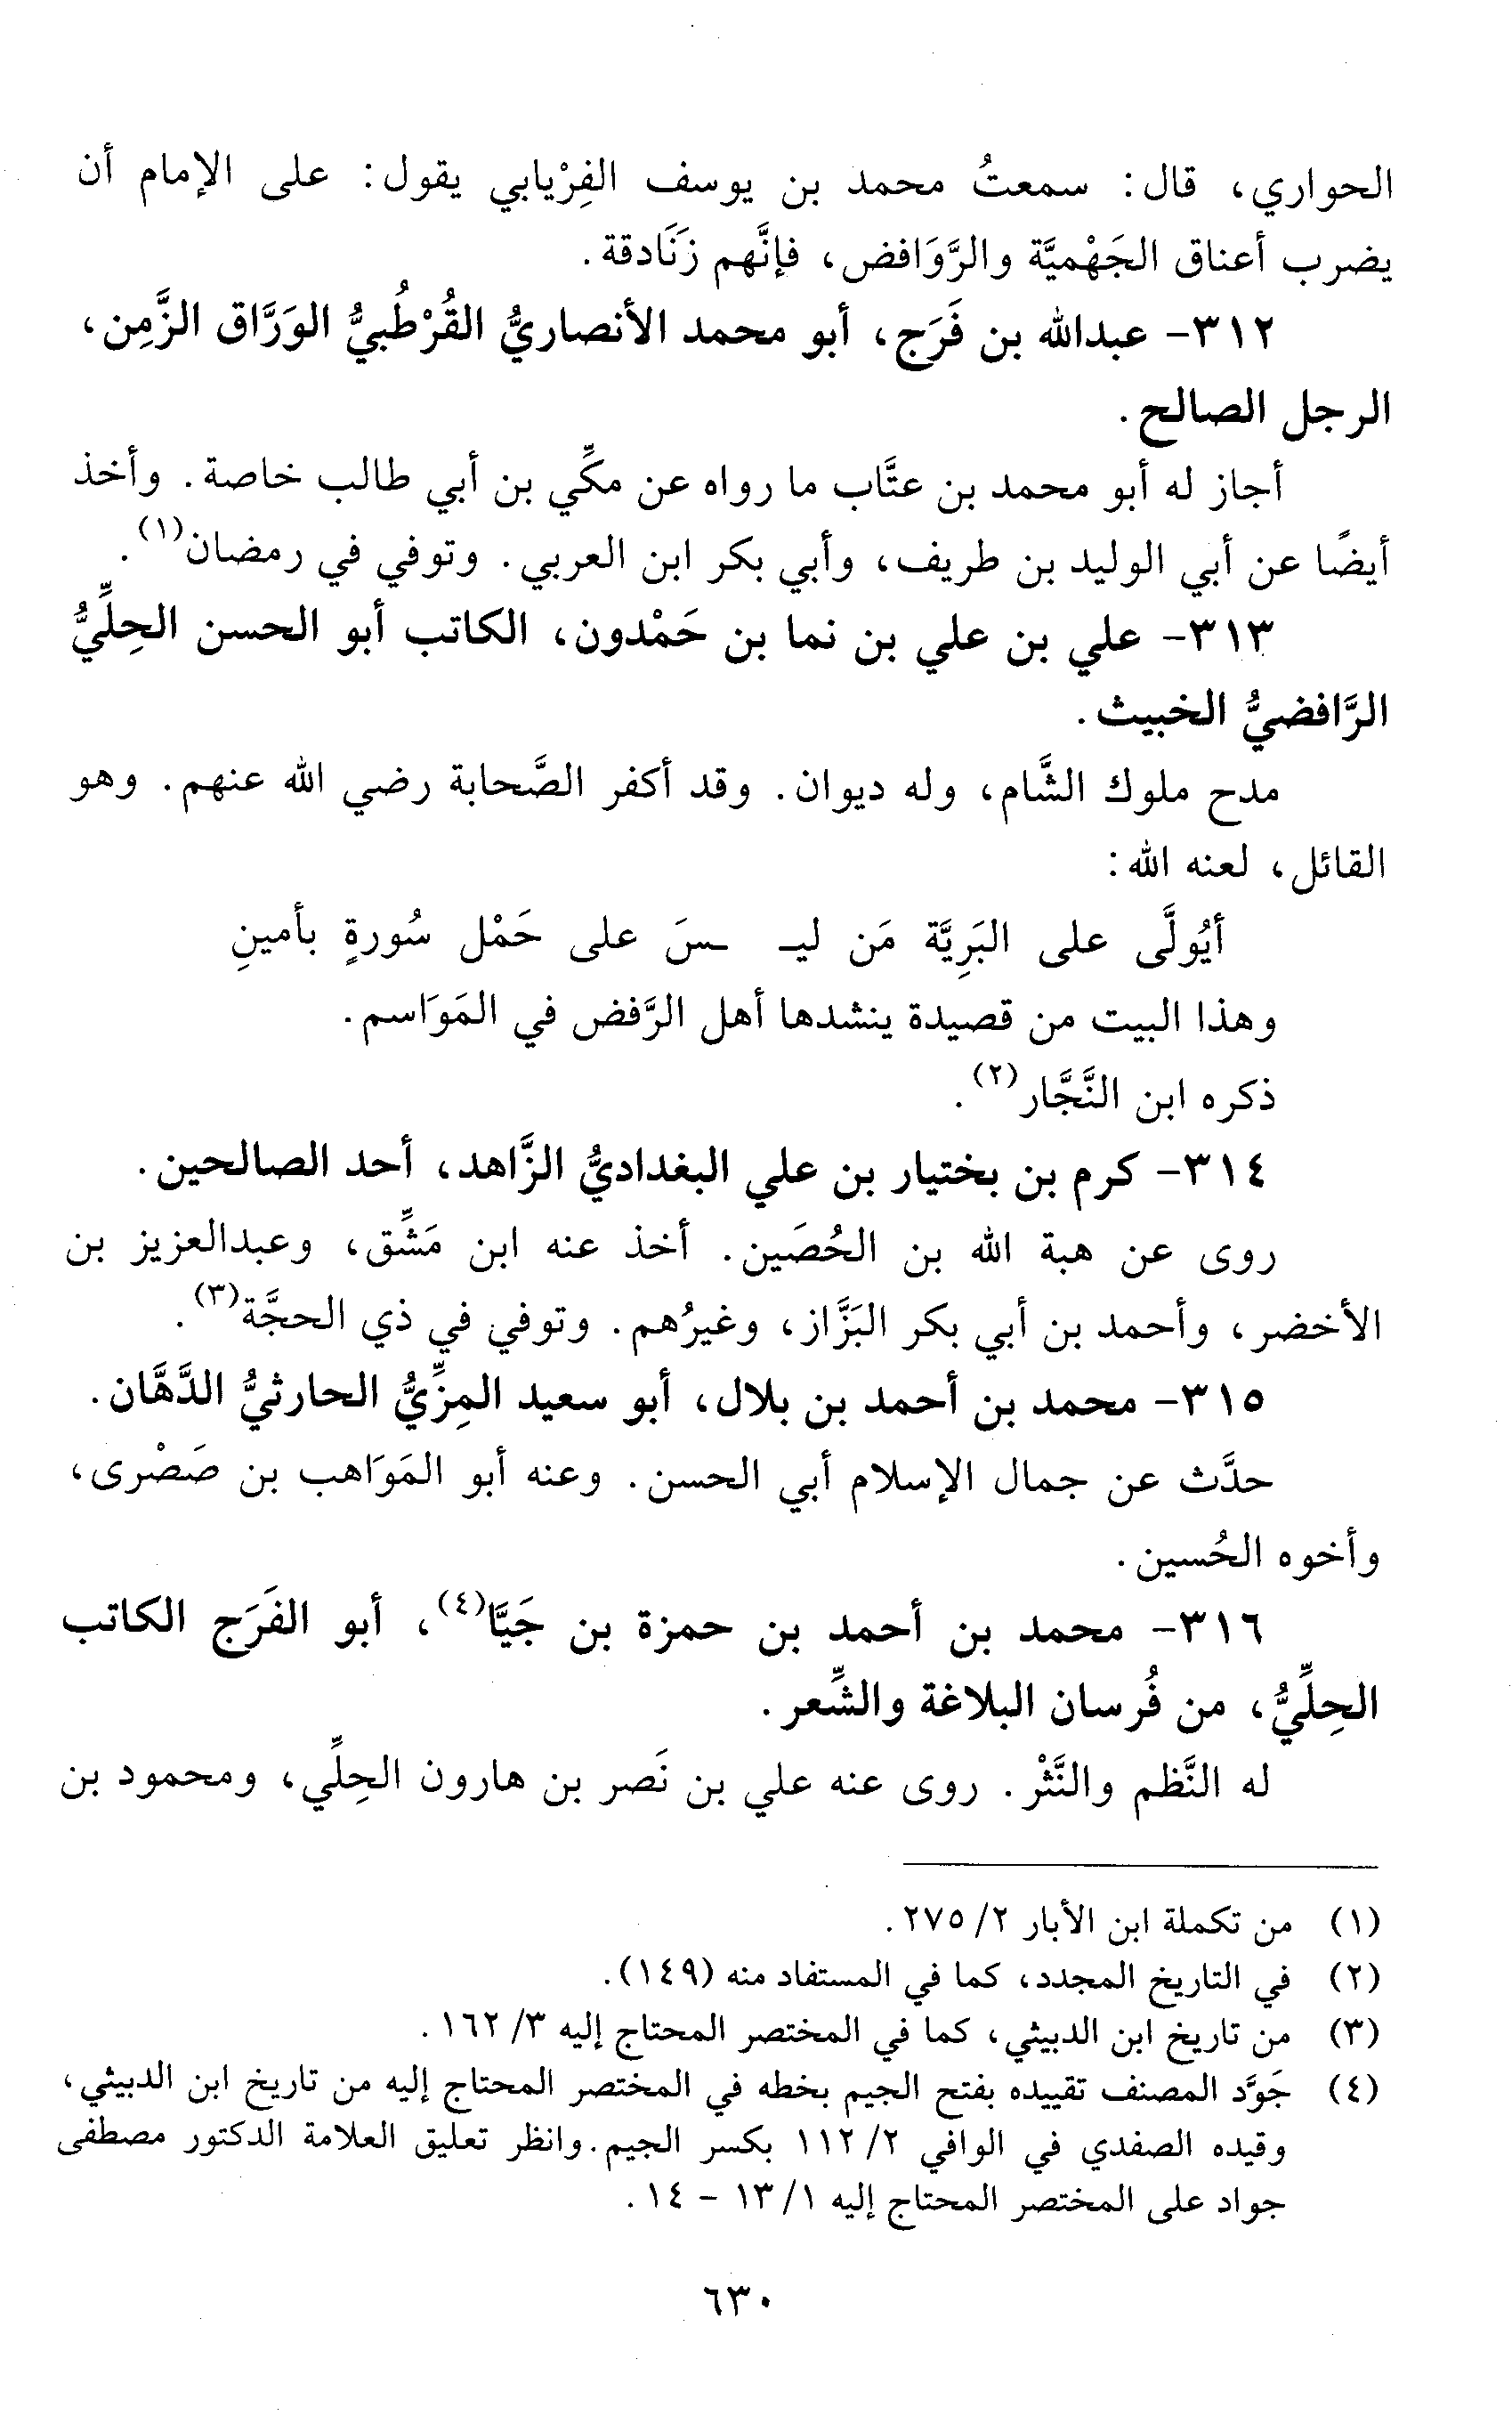 الحواري، قال: سمعتُ محمد بن يوسف الفِرْيابي يقول: على الإمام أن
يضرب أعناق الجَهْميَّة والرَّوَافض، فإنَّهم زَنَادقة.
٣١٢- عبدالله بن فَرَج، أبو محمد الأنصاريُّ القُرْطُبيُّ الوَرَّاق الزَّمِن،
الرجل الصالح.
أجاز له أبو محمد بن عتَّاب ما رواه عن مكِّي بن أبي طالب خاصة. وأخذ
أيضًا عن أبي الوليد بن طريف، وأبي بكر ابن العربي. وتوفي في رمضان(١).
٣١٣- علي بن علي بن نما بن حَمْدون، الكاتب أبو الحسن الحِلِّيُّ
الرَّافضيُّ الخبيث.
مدح ملوك الشَّام، وله ديوان. وقد أكفر الصَّحابة رضي الله عنهم. وهو
القائل، لعنه الله:
أيُولَّى على البَرِيَّة مَن ليـ ـسَ على حَمْل سُورةٍ بأمينِ
وهذا البيت من قصيدة ينشدها أهل الرَّفض في المَوَاسم.
ذكره ابن النَّجَّار(٢).
٣١٤- كرم بن بختيار بن علي البغداديُّ الزَّاهد، أحد الصالحين.
روى عن هبة الله بن الحُصَين. أخذ عنه ابن مَشِّق، وعبدالعزيز بن
الأخضر، وأحمد بن أبي بكر البَزَّاز، وغيرُهم. وتوفي في ذي الحجَّة(٣).
٣١٥- محمد بن أحمد بن بلال، أبو سعيد المِزِّيُّ الحارثيُّ الدَّهَّان.
حدَّث عن جمال الإسلام أبي الحسن. وعنه أبو المَوَاهب بن صَصْرى،
وأخوه الحُسين.
٣١٦- محمد بن أحمد بن حمزة بن جَيَّا(٤)، أبو الفَرَج الكاتب
الحِلِّيُّ، من فُرسان البلاغة والشِّعر.
له النَّظم والنَّثْر. روى عنه علي بن نَصر بن هارون الحِلِّي، ومحمود بن
(١) من تكملة ابن الأبار ٢/ ٢٧٥.
(٢) في التاريخ المجدد، كما في المستفاد منه (١٤٩).
(٣) من تاريخ ابن الدبيثي، كما في المختصر المحتاج إليه ٣/ ١٦٢.
(٤) جَوَّد المصنف تقييده بفتح الجيم بخطه في المختصر المحتاج إليه من تاريخ ابن الدبيثي،
وقيده الصفدي في الوافي ٢/ ١١٢ بكسر الجيم. وانظر تعليق العلامة الدكتور مصطفى
جواد على المختصر المحتاج إليه ١/ ١٣ - ١٤.
٦٣٠